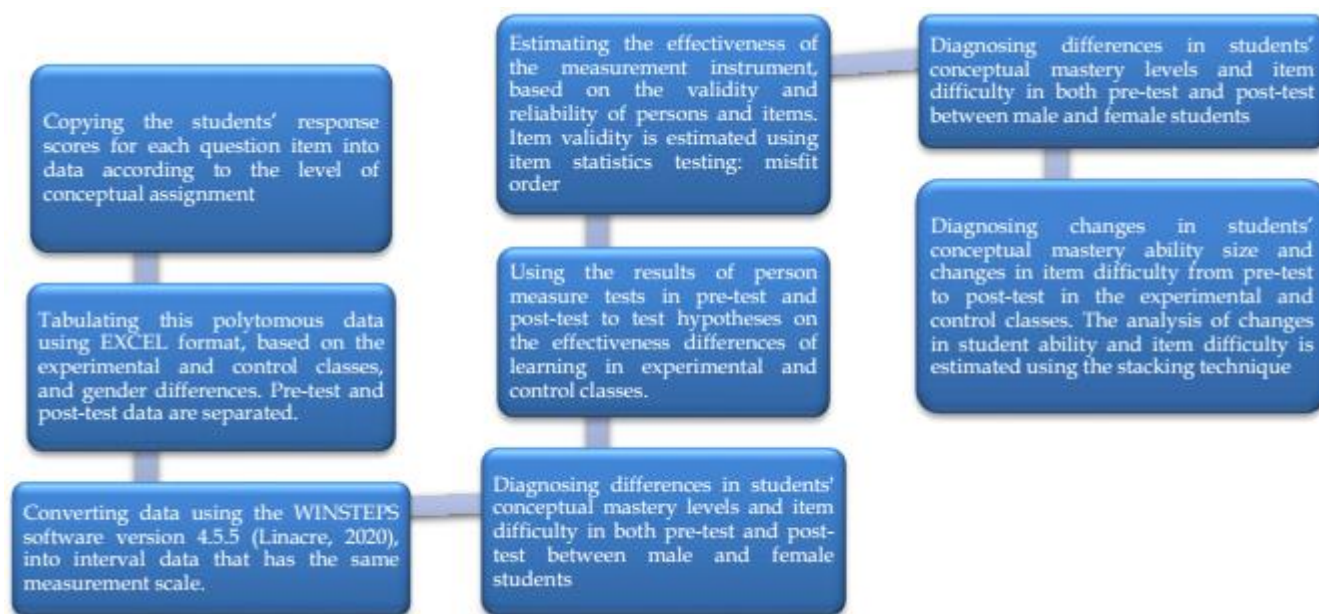 Copying the students' response
scores for each question item into
data according to the level of
conceptual assignment
Tabulating this polytomous data
using EXCEL format, based on the
experimental and control classes,
and gender differences. Pre-test and
post-test data are separated.
Converting data using the WINSTEPS
software version 4.5.5 (Linacre, 2020),
into interval data that has the same
measurement scale.
Diagnosing differences in students'
conceptual mastery levels and item
difficulty in both pre-test and post-
test between male and female
students
Using the results of person
measure tests in pre-test and
post-test to test hypotheses on
the effectiveness differences of
learning in experimental and
control classes.
Estimating the effectiveness of
the measurement instrument,
based on the validity and
reliability of persons and items.
Item validity is estimated using
item statistics testing: misfit
order
Diagnosing differences in students'
conceptual mastery levels and item
difficulty in both pre-test and post-test
between male and female students
Diagnosing changes in students'
conceptual mastery ability size and
changes in item difficulty from pre-test
to post-test in the experimental and
control classes. The analysis of changes
in student ability and item difficulty is
estimated using the stacking technique